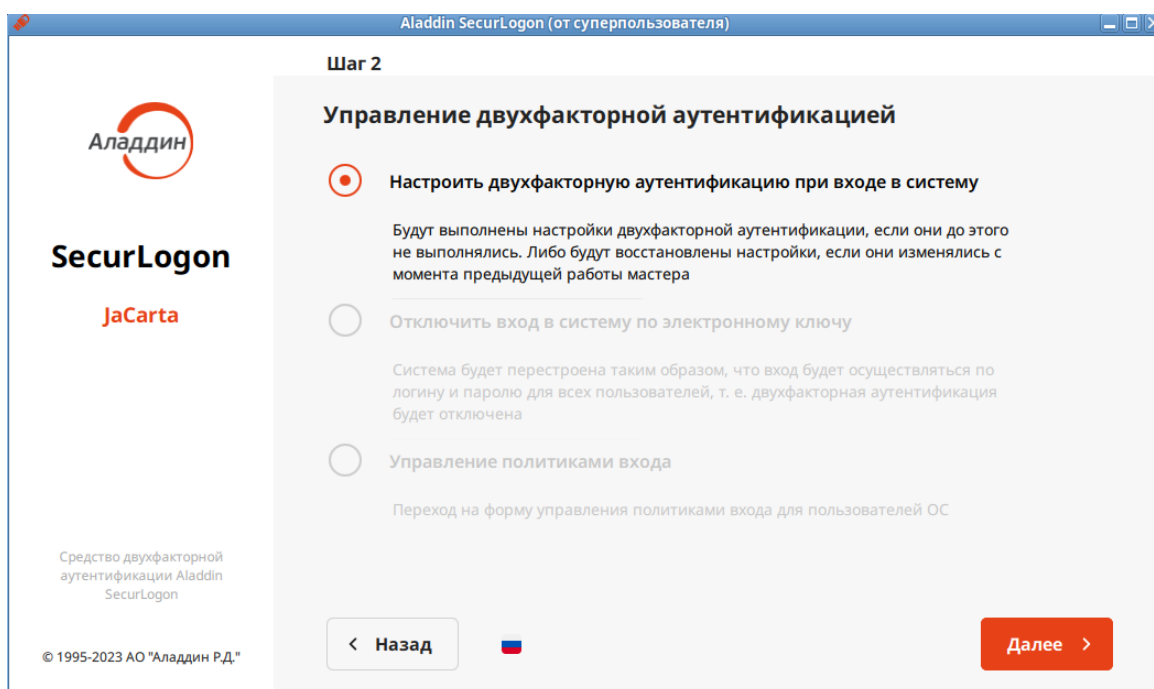 Aladdin SecurLogon (от суперпользователя)
Шаг 2
Аладдин
SecurLogon
JaCarta
Средство двухфакторной
аутентификации Aladdin
SecurLogon
© 1995-2023 АО "Аладдин Р.Д."
Управление двухфакторной аутентификацией
Настроить двухфакторную аутентификацию при входе в систему
Будут выполнены настройки двухфакторной аутентификации, если они до этого
не выполнялись. Либо будут восстановлены настройки, если они изменялись с
момента предыдущей работы мастера
Отключить вход в систему по электронному ключу
Система будет перестроена таким образом, что вход будет осуществляться по
логину и паролю для всех пользователей, т. е. двухфакторная аутентификация
будет отключена
Управление политиками входа
Переход на форму управления политиками входа для пользователей ОС
Назад
Далее